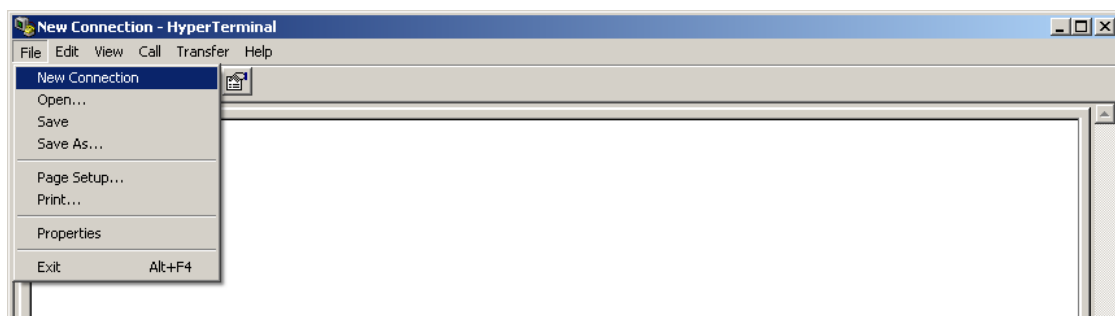 New Connection - HyperTerminal
File Edit View Call Transfer Help
New Connection
Open...
Save
Save As...
Page Setup...
Print...
Properties
Exit Alt+F4